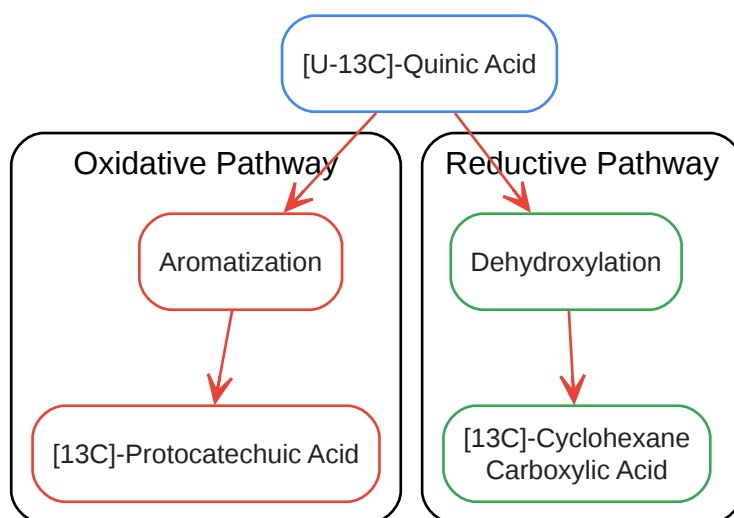 [U-13C]-Quinic Acid
Oxidative Pathway
Reductive Pathway
Aromatization
Dehydroxylation
[13C]-Protocatechuic Acid
[13C]-Cyclohexane
Carboxylic Acid